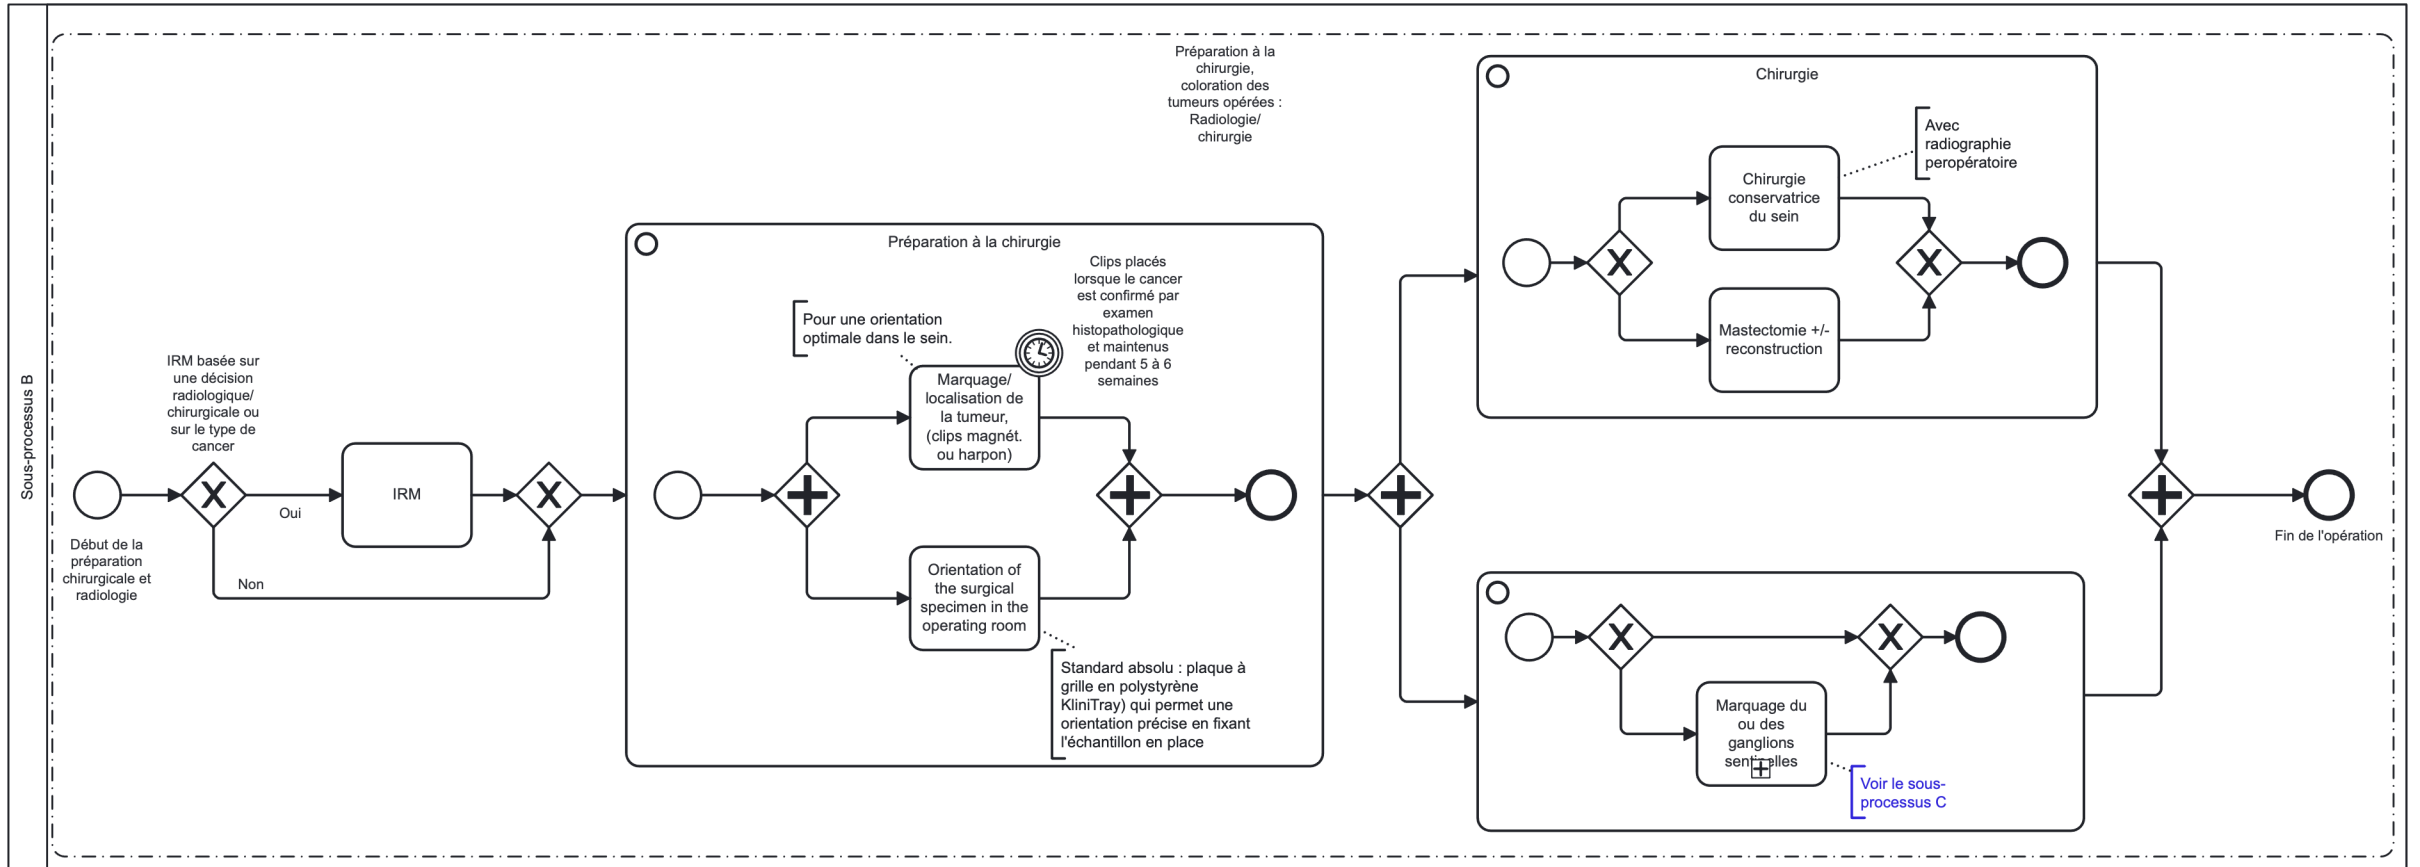 Sous-processus B
Préparation à la
chirurgie,
coloration des
tumeurs opérées :
Radiologie/
chirurgie
IRM basée sur
une décision
radiologique/
chirurgicale ou
sur le type de
cancer
Début de la
préparation
chirurgicale et
radiologie
Oui
Non
IRM
Préparation à la chirurgie
Pour une orientation
optimale dans le sein.
Clips placés
lorsque le cancer
est confirmé par
examen
histopathologique
et maintenus
pendant 5 à 6
semaines
Marquage/
localisation de
la tumeur,
(clips magnét.
ou harpon)
Orientation of
the surgical
specimen in the
operating room
Standard absolu : plaque à
grille en polystyrène
KliniTray) qui permet une
orientation précise en fixant
l'échantillon en place
Chirurgie
Avec
radiographie
peropératoire
Chirurgie
conservatrice
du sein
Mastectomie +/-
reconstruction
Marquage du
ou des
ganglions
sentinelles
Voir le sous-
processus C
Fin de l'opération